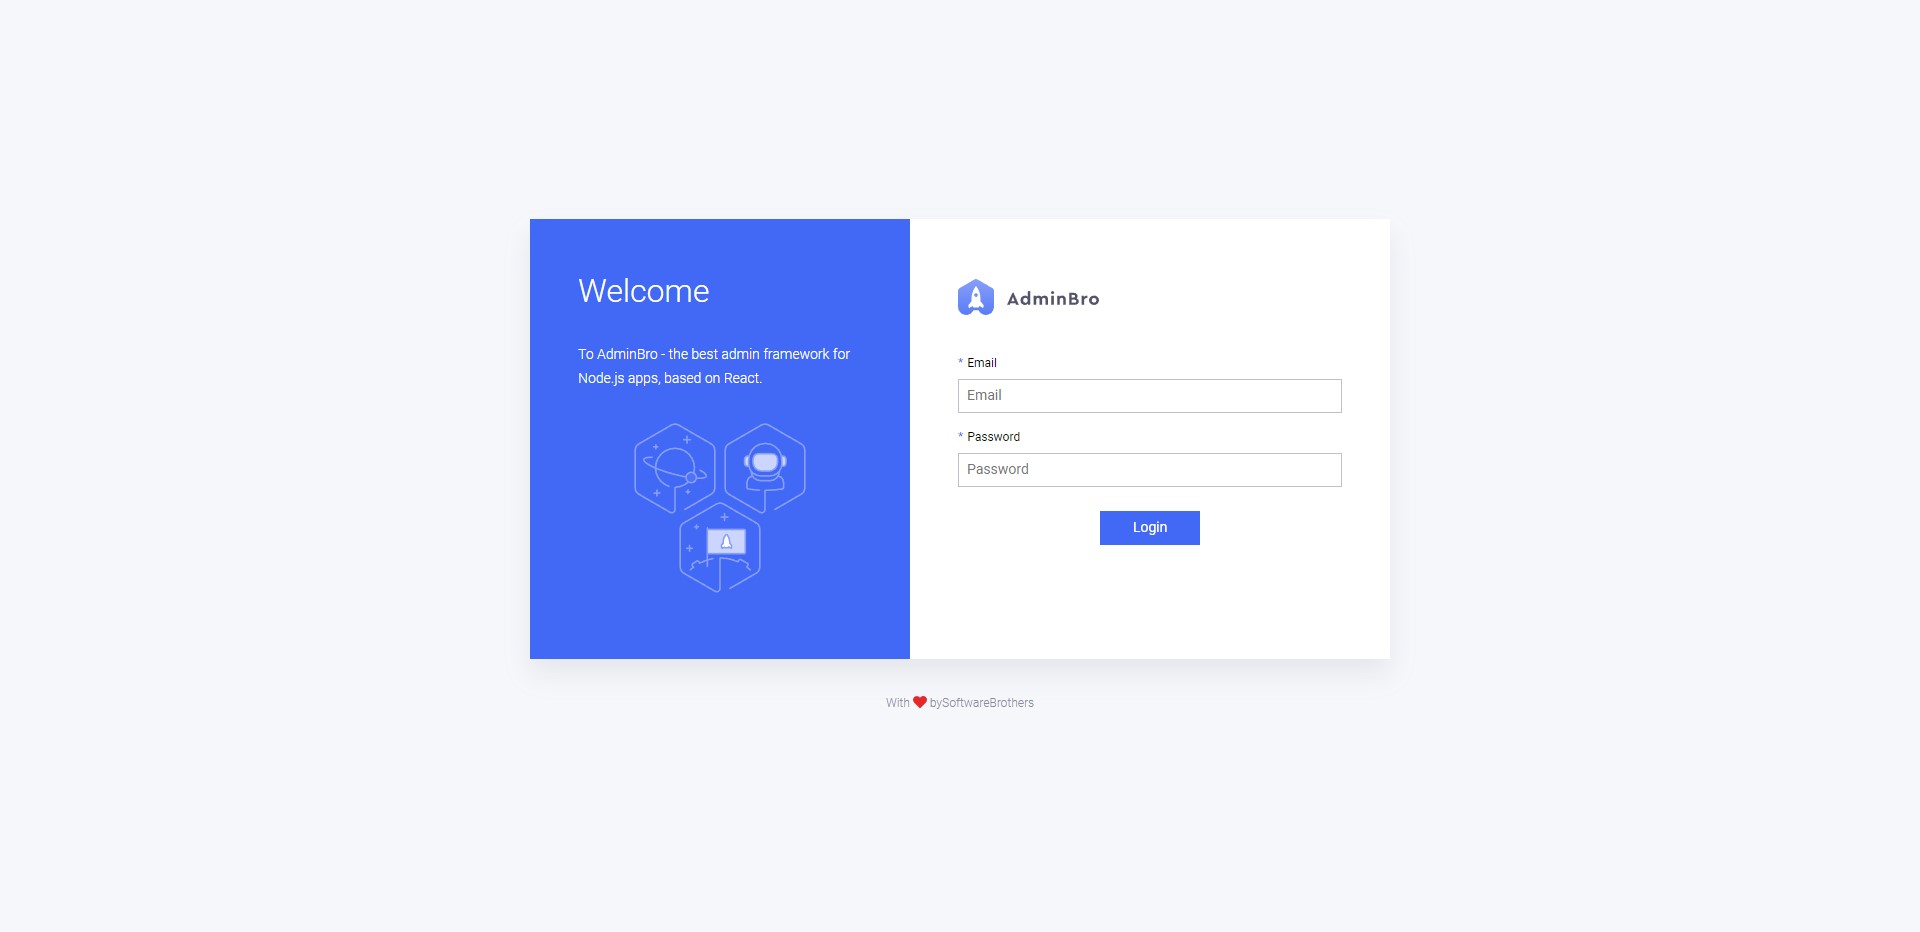 Welcome
To AdminBro - the best admin framework for
Node.js apps, based on React.
AdminBro
* Email
Email
* Password
Password
Login
With ❤ bySoftwareBrothers